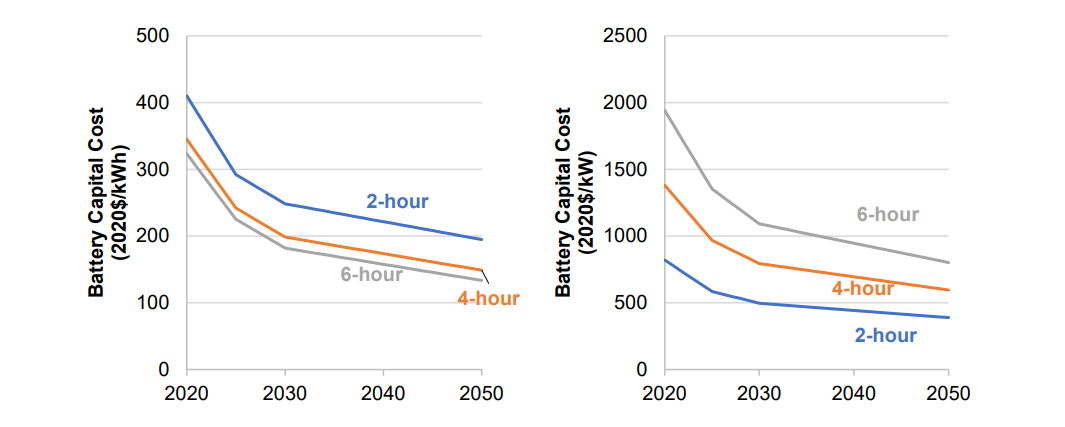 Battery Capital Cost
(2020$/kWh)
500
400
300
200
100
0
2-hour
6-hour
4-hour
2020 2030 2040 2050
Battery Capital Cost
(2020$/kW)
2500
2000
1500
1000
500
0
6-hour
4-hour
2-hour
2020 2030 2040 2050